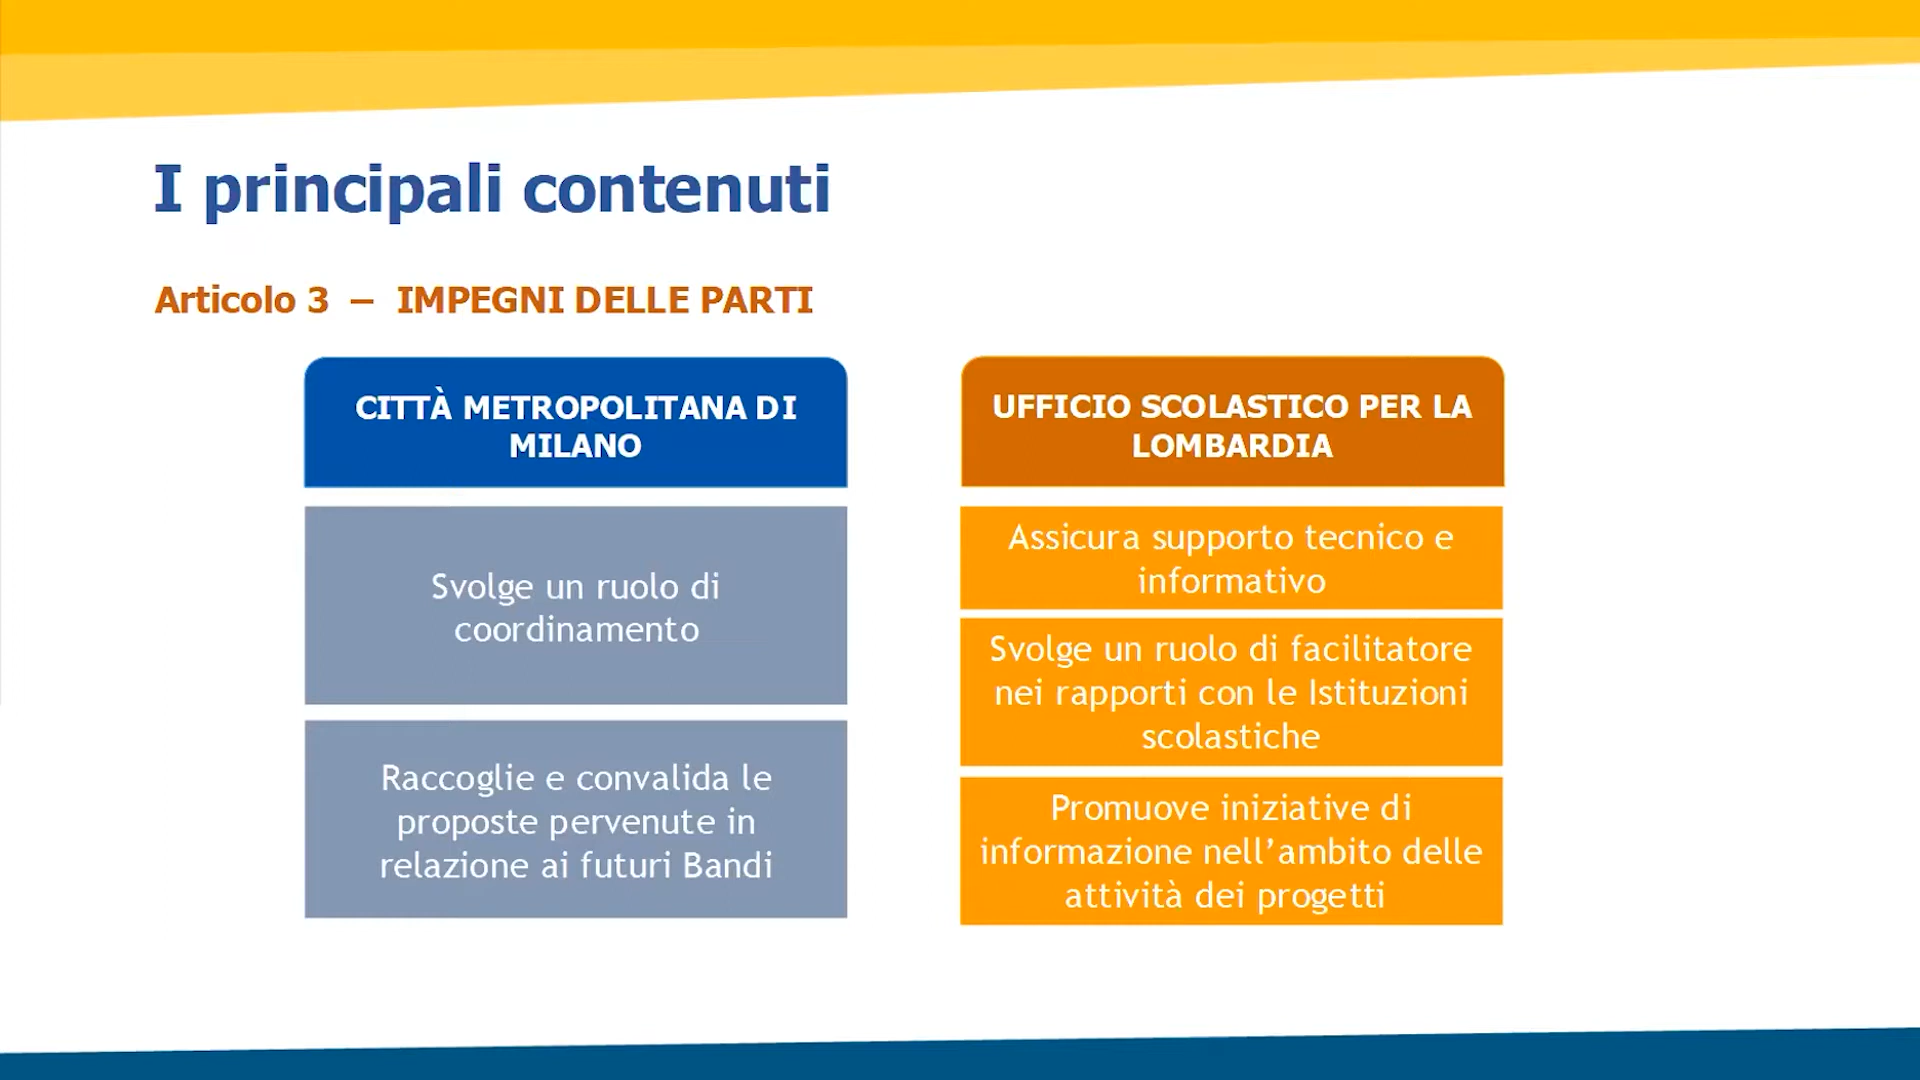 I principali contenuti
Articolo 3 – IMPEGNI DELLE PARTI
CITTÀ METROPOLITANA DI
MILANO
Svolge un ruolo di
coordinamento
Raccoglie e convalida le
proposte pervenute in
relazione ai futuri Bandi
UFFICIO SCOLASTICO PER LA
LOMBARDIA
Assicura supporto tecnico e
informativo
Svolge un ruolo di facilitatore
nei rapporti con le Istituzioni
scolastiche
Promuove iniziative di
informazione nell’ambito delle
attività dei progetti